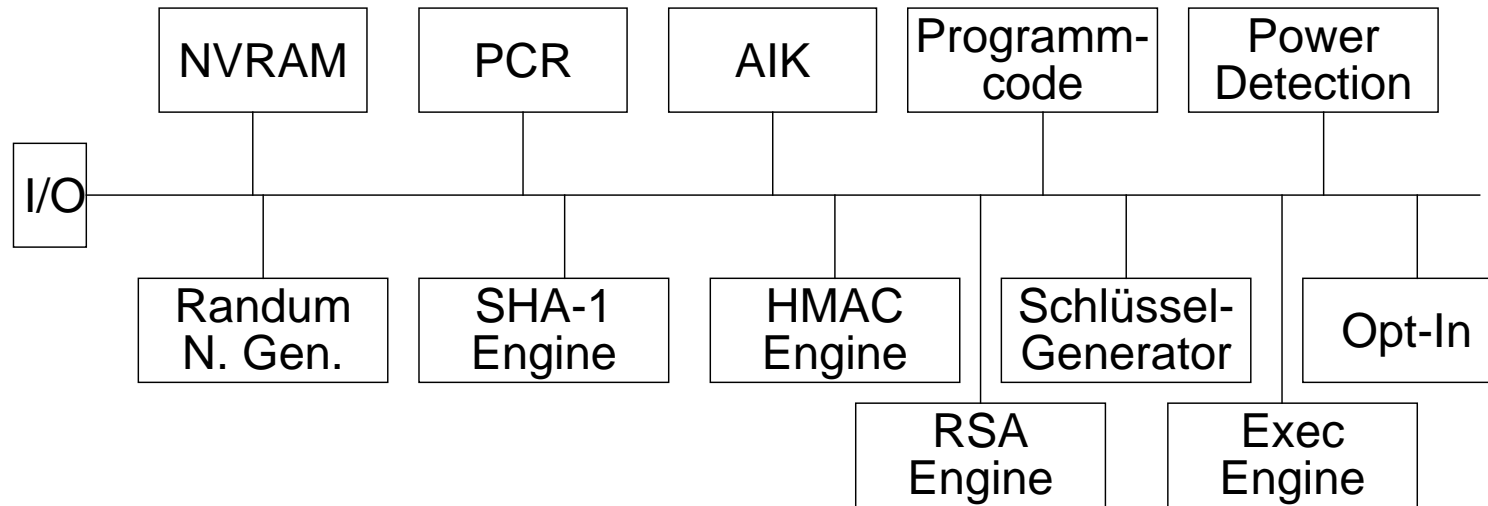 NVRAM
PCR
AIK
Programm-
code
Power
Detection
I/O
Randum
N. Gen.
SHA-1
Engine
HMAC
Engine
Schlüssel-
Generator
Opt-In
RSA
Engine
Exec
Engine